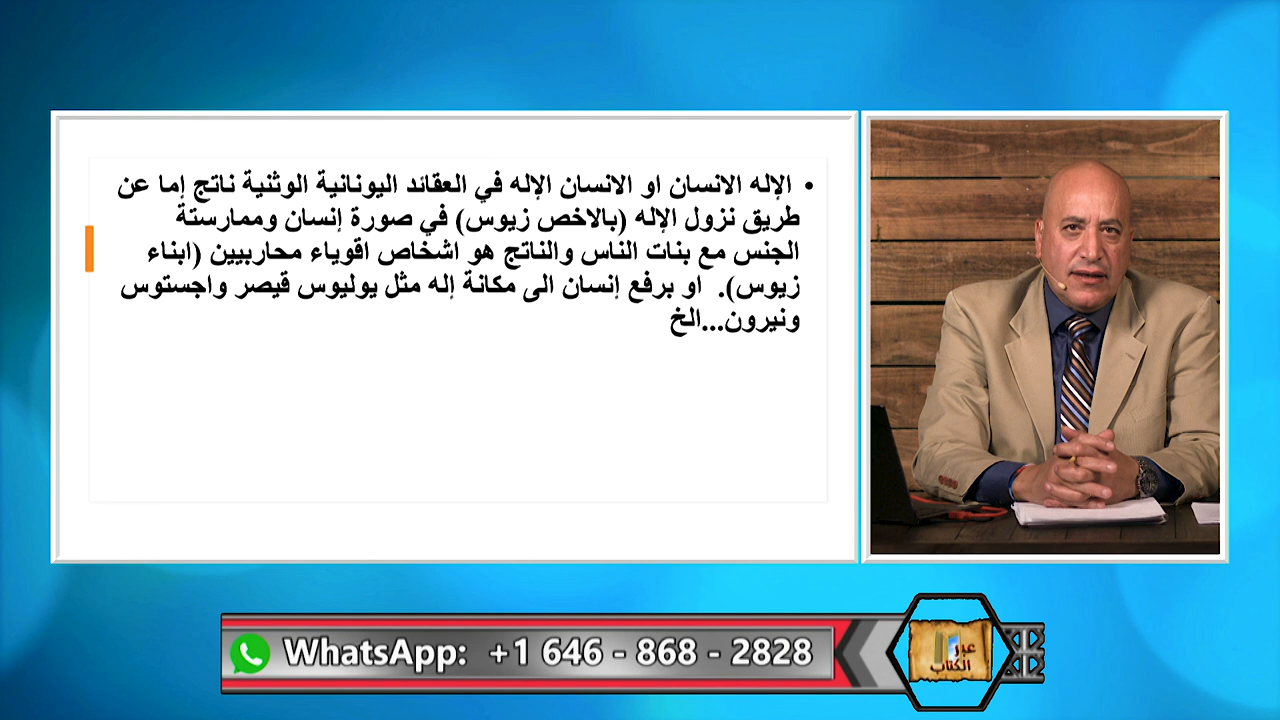 • الإله الانسان او الانسان الإله في العقائد اليونانية الوثنية ناتج إما عن
طريق نزول الإله (بالاخص زيوس) في صورة إنسان وممارستة
الجنس مع بنات الناس والناتج هو اشخاص اقوياء محاربيين (ابناء
زيوس). او برفع إنسان الى مكانة إله مثل يوليوس قيصر واجستوس
ونيرون...الخ
WhatsApp: +1 646 - 868 - 2828
عبر
الكتاب